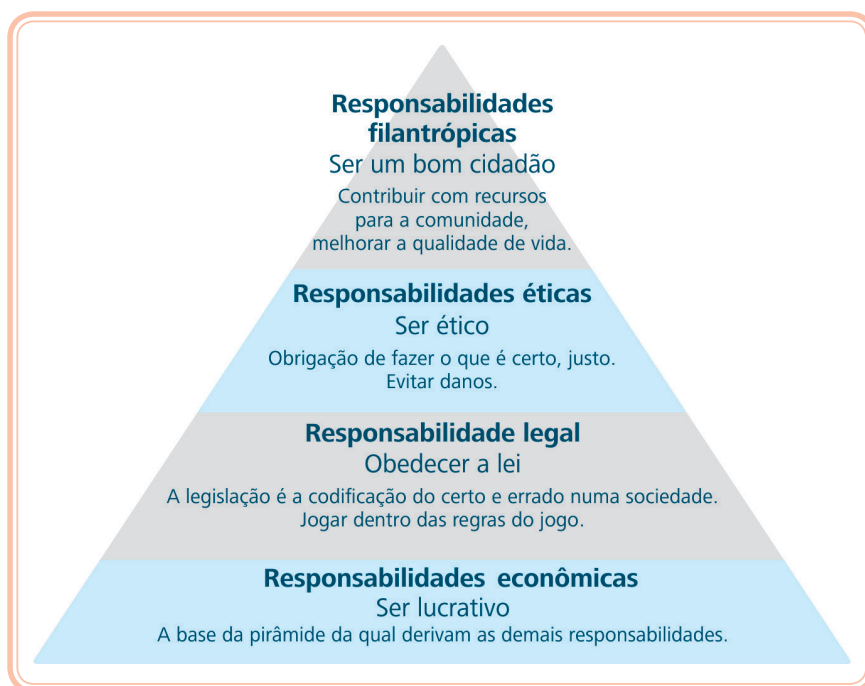 Responsabilidades
filantrópicas
Ser um bom cidadão
Contribuir com recursos
para a comunidade,
melhorar a qualidade de vida.
Responsabilidades éticas
Ser ético
Obrigação de fazer o que é certo, justo.
Evitar danos.
Responsabilidade legal
Obedecer a lei
A legislação é a codificação do certo e errado numa sociedade.
Jogar dentro das regras do jogo.
Responsabilidades econômicas
Ser lucrativo
A base da pirâmide da qual derivam as demais responsabilidades.